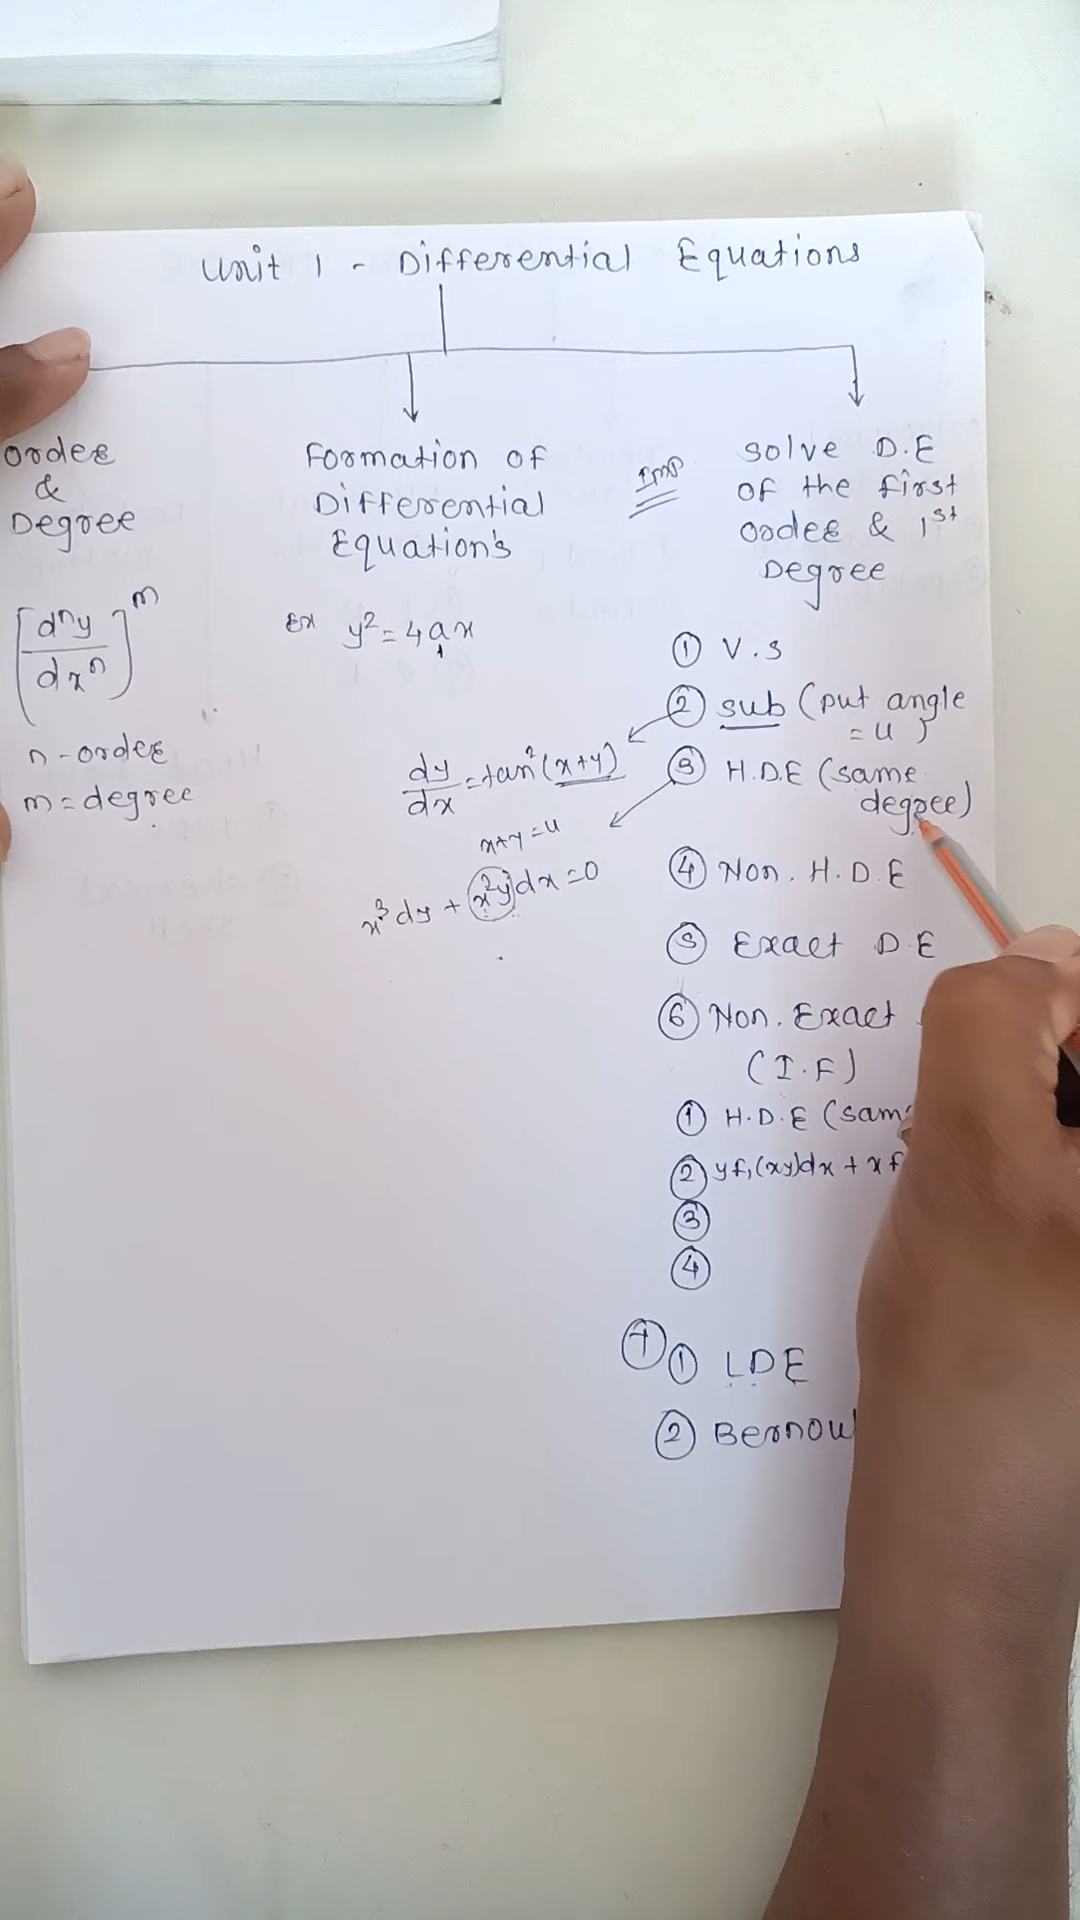 Unit 1 - Differential Equations
order
&
Degree
[dⁿy/dxⁿ]ᵐ
n - order
m = degree
Formation of
Differential
Equation's
Ex y² = 4ax
IMP
Solve D.E
of the first
order & 1st
Degree
① V.S
② sub (put angle
= u)
dy/dx = tan²(x+y)
x+y = u
③ H.D.E (same
degree)
x³dy + x²y dx = 0
④ Non. H.D.E
⑤ Exact D.E
⑥ Non. Exact
(I.F)
① H.D.E (same
② yf₁(xy)dx + xf
③
④
⑦ ① LDE
② Bernou